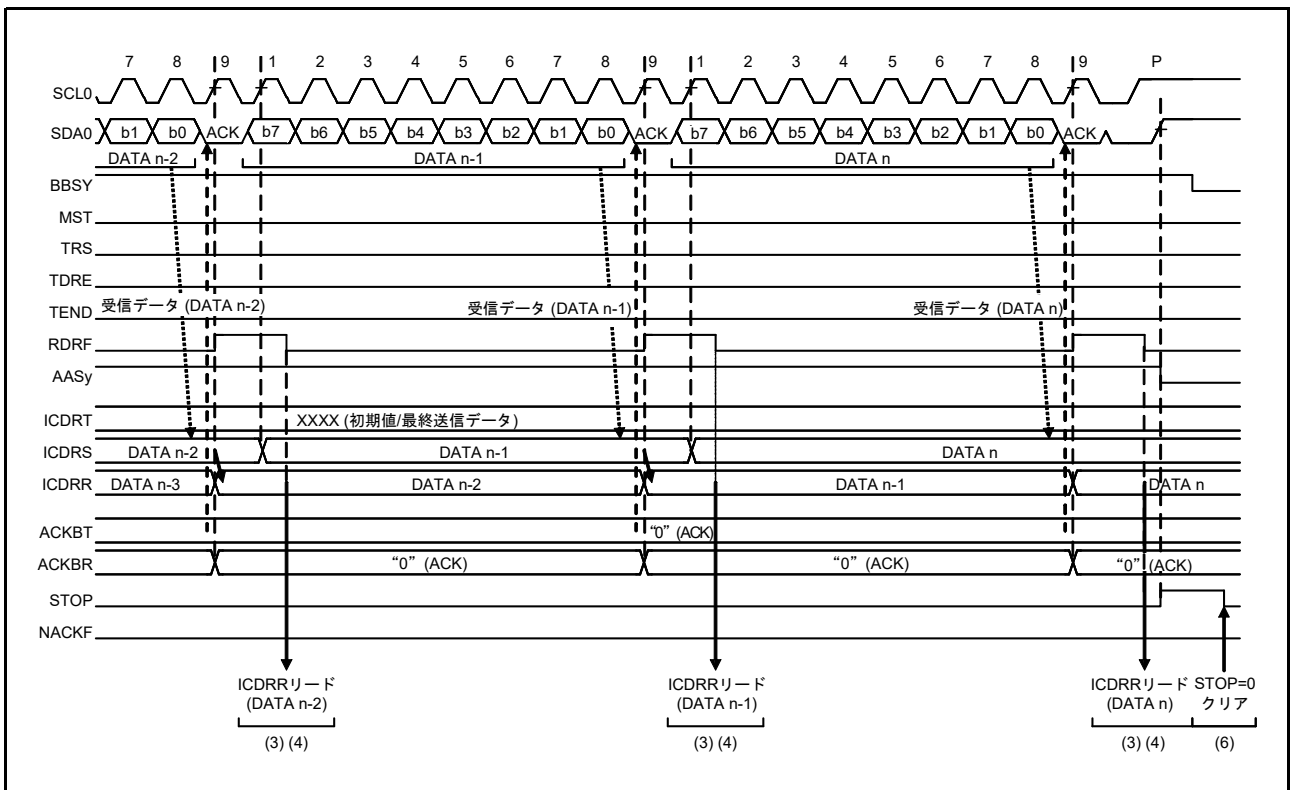 7 8 9 1 2 3 4 5 6 7 8 9 1 2 3 4 5 6 7 8 9 P
SCL0
SDA0 b1 b0 ACK b7 b6 b5 b4 b3 b2 b1 b0 ACK b7 b6 b5 b4 b3 b2 b1 b0 ACK
DATA n-2 DATA n-1 DATA n
BBSY
MST
TRS
TDRE
TEND 受信データ (DATA n-2) 受信データ (DATA n-1) 受信データ (DATA n)
RDRF
AASy
ICDRT XXXX (初期値/最終送信データ)
ICDRS DATA n-2 DATA n-1 DATA n
ICDRR DATA n-3 DATA n-2 DATA n-1 DATA n
ACKBT “0” (ACK)
ACKBR “0” (ACK) “0” (ACK) “0” (ACK)
STOP
NACKF
ICDRRリード ICDRRリード ICDRRリード STOP=0
(DATA n-2) (DATA n-1) (DATA n) クリア
(3) (4) (3) (4) (3) (4) (6)